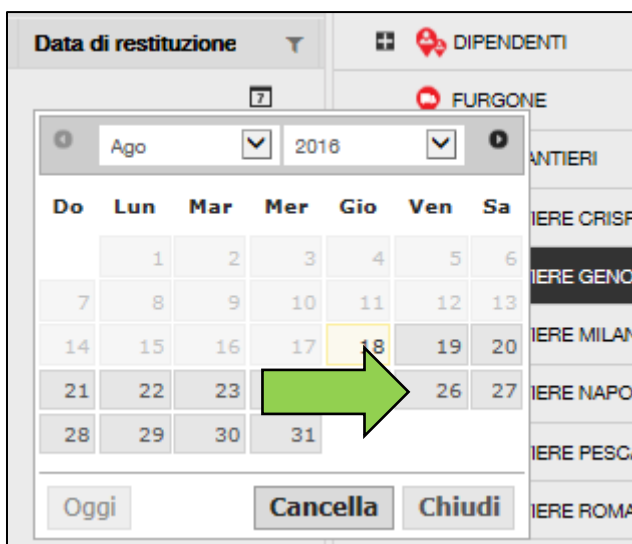 Data di restituzione
DIPENDENTI
7
FURGONE
Ago 2016
Do Lun Mar Mer Gio Ven Sa
1 2 3 4 5 6
7 8 9 10 11 12 13
14 15 16 17 18 19 20
21 22 23 26 27
28 29 30 31
Oggi Cancella Chiudi
ANTIERI
IERE CRISP
IERE GENO
IERE MILAN
IERE NAPO
IERE PESCA
IERE ROMA